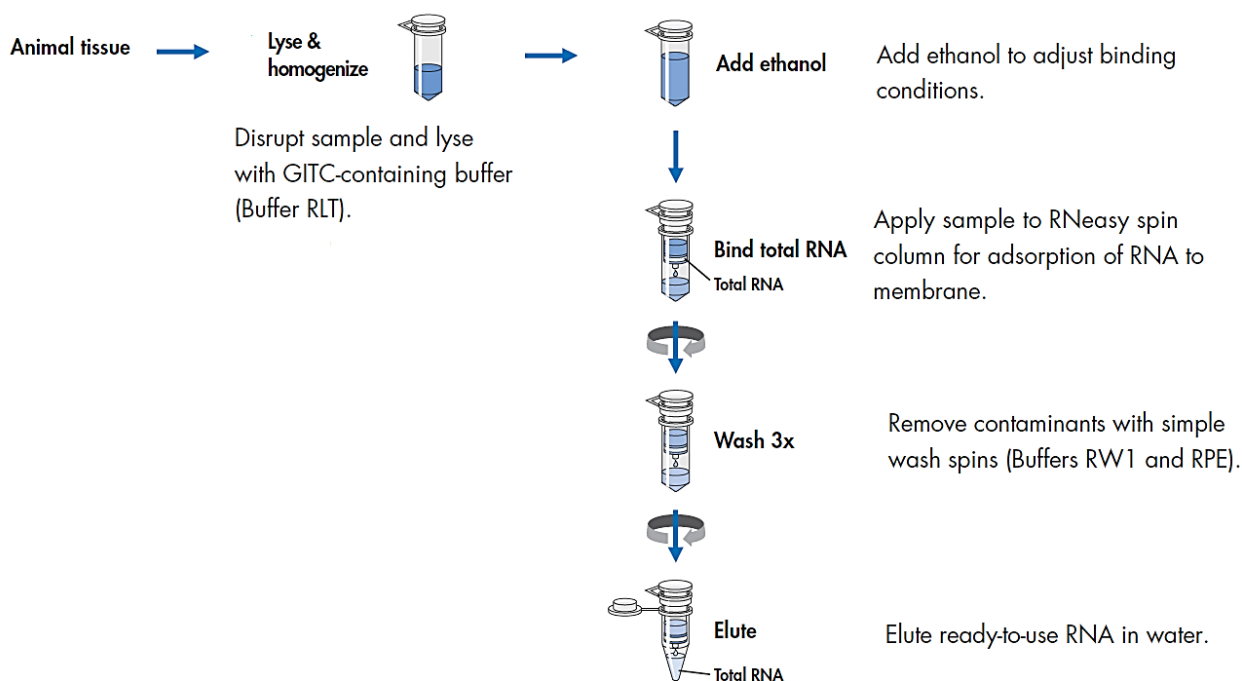 Animal tissue
Lyse &
homogenize
Disrupt sample and lyse
with GITC-containing buffer
(Buffer RLT).
Add ethanol
Add ethanol to adjust binding
conditions.
Bind total RNA
Total RNA
Apply sample to RNeasy spin
column for adsorption of RNA to
membrane.
Wash 3x
Remove contaminants with simple
wash spins (Buffers RW1 and RPE).
Elute
Total RNA
Elute ready-to-use RNA in water.